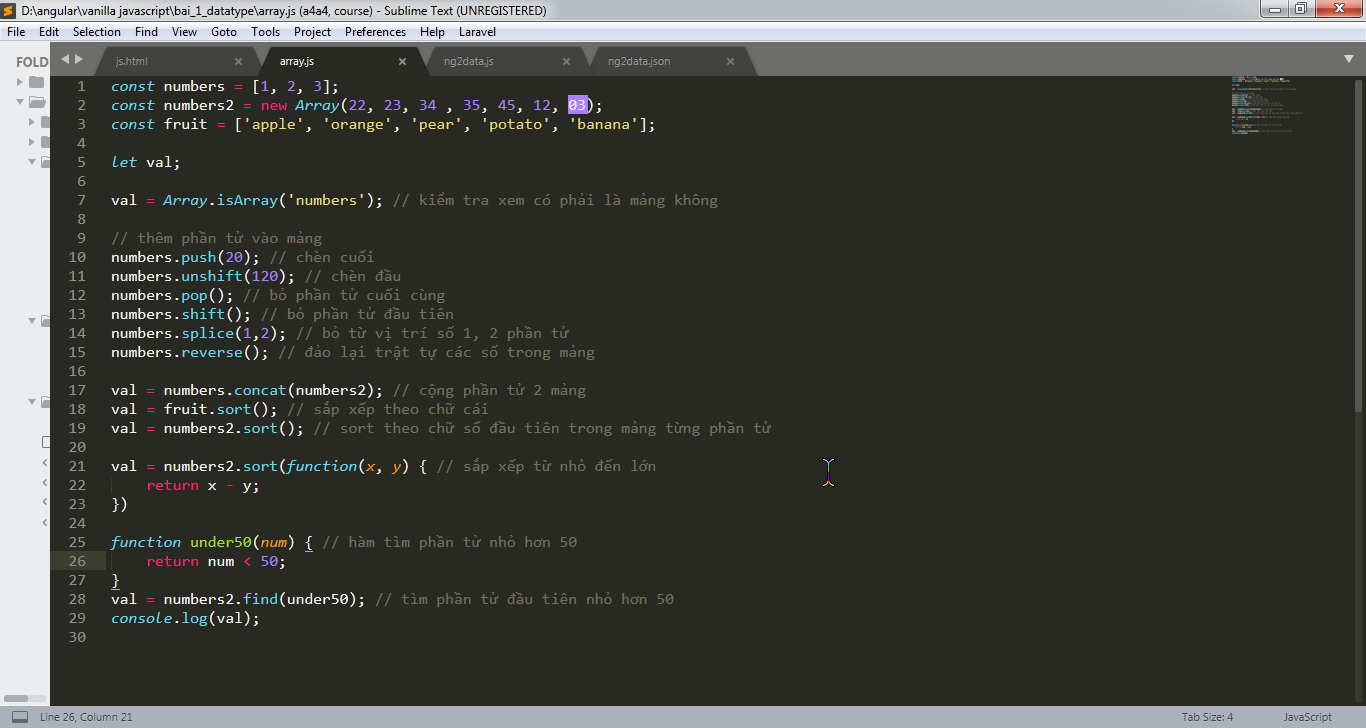 D:\angular\vanilla javascript\bai_1_datatype\array.js (a4a4, course) - Sublime Text (UNREGISTERED)
File Edit Selection Find View Goto Tools Project Preferences Help Laravel
FOLD js.html array.js ng2data.js ng2data.json
1 const numbers = [1, 2, 3];
2 const numbers2 = new Array(22, 23, 34 , 35, 45, 12, 03);
3 const fruit = ['apple', 'orange', 'pear', 'potato', 'banana'];
4
5 let val;
6
7 val = Array.isArray('numbers'); // kiểm tra xem có phải là mảng không
8
9 // thêm phần tử vào mảng
10 numbers.push(20); // chèn cuối
11 numbers.unshift(120); // chèn đầu
12 numbers.pop(); // bỏ phần tử cuối cùng
13 numbers.shift(); // bỏ phần tử đầu tiên
14 numbers.splice(1,2); // bỏ từ vị trí số 1, 2 phần tử
15 numbers.reverse(); // đảo lại trật tự các số trong mảng
16
17 val = numbers.concat(numbers2); // cộng phần tử 2 mảng
18 val = fruit.sort(); // sắp xếp theo chữ cái
19 val = numbers2.sort(); // sort theo chữ số đầu tiên trong mảng từng phần tử
20
21 val = numbers2.sort(function(x, y) { // sắp xếp từ nhỏ đến lớn
22 return x - y;
23 })
24
25 function under50(num) { // hàm tìm phần tử nhỏ hơn 50
26 return num < 50;
27 }
28 val = numbers2.find(under50); // tìm phần tử đầu tiên nhỏ hơn 50
29 console.log(val);
30
Line 26, Column 21 Tab Size: 4 JavaScript